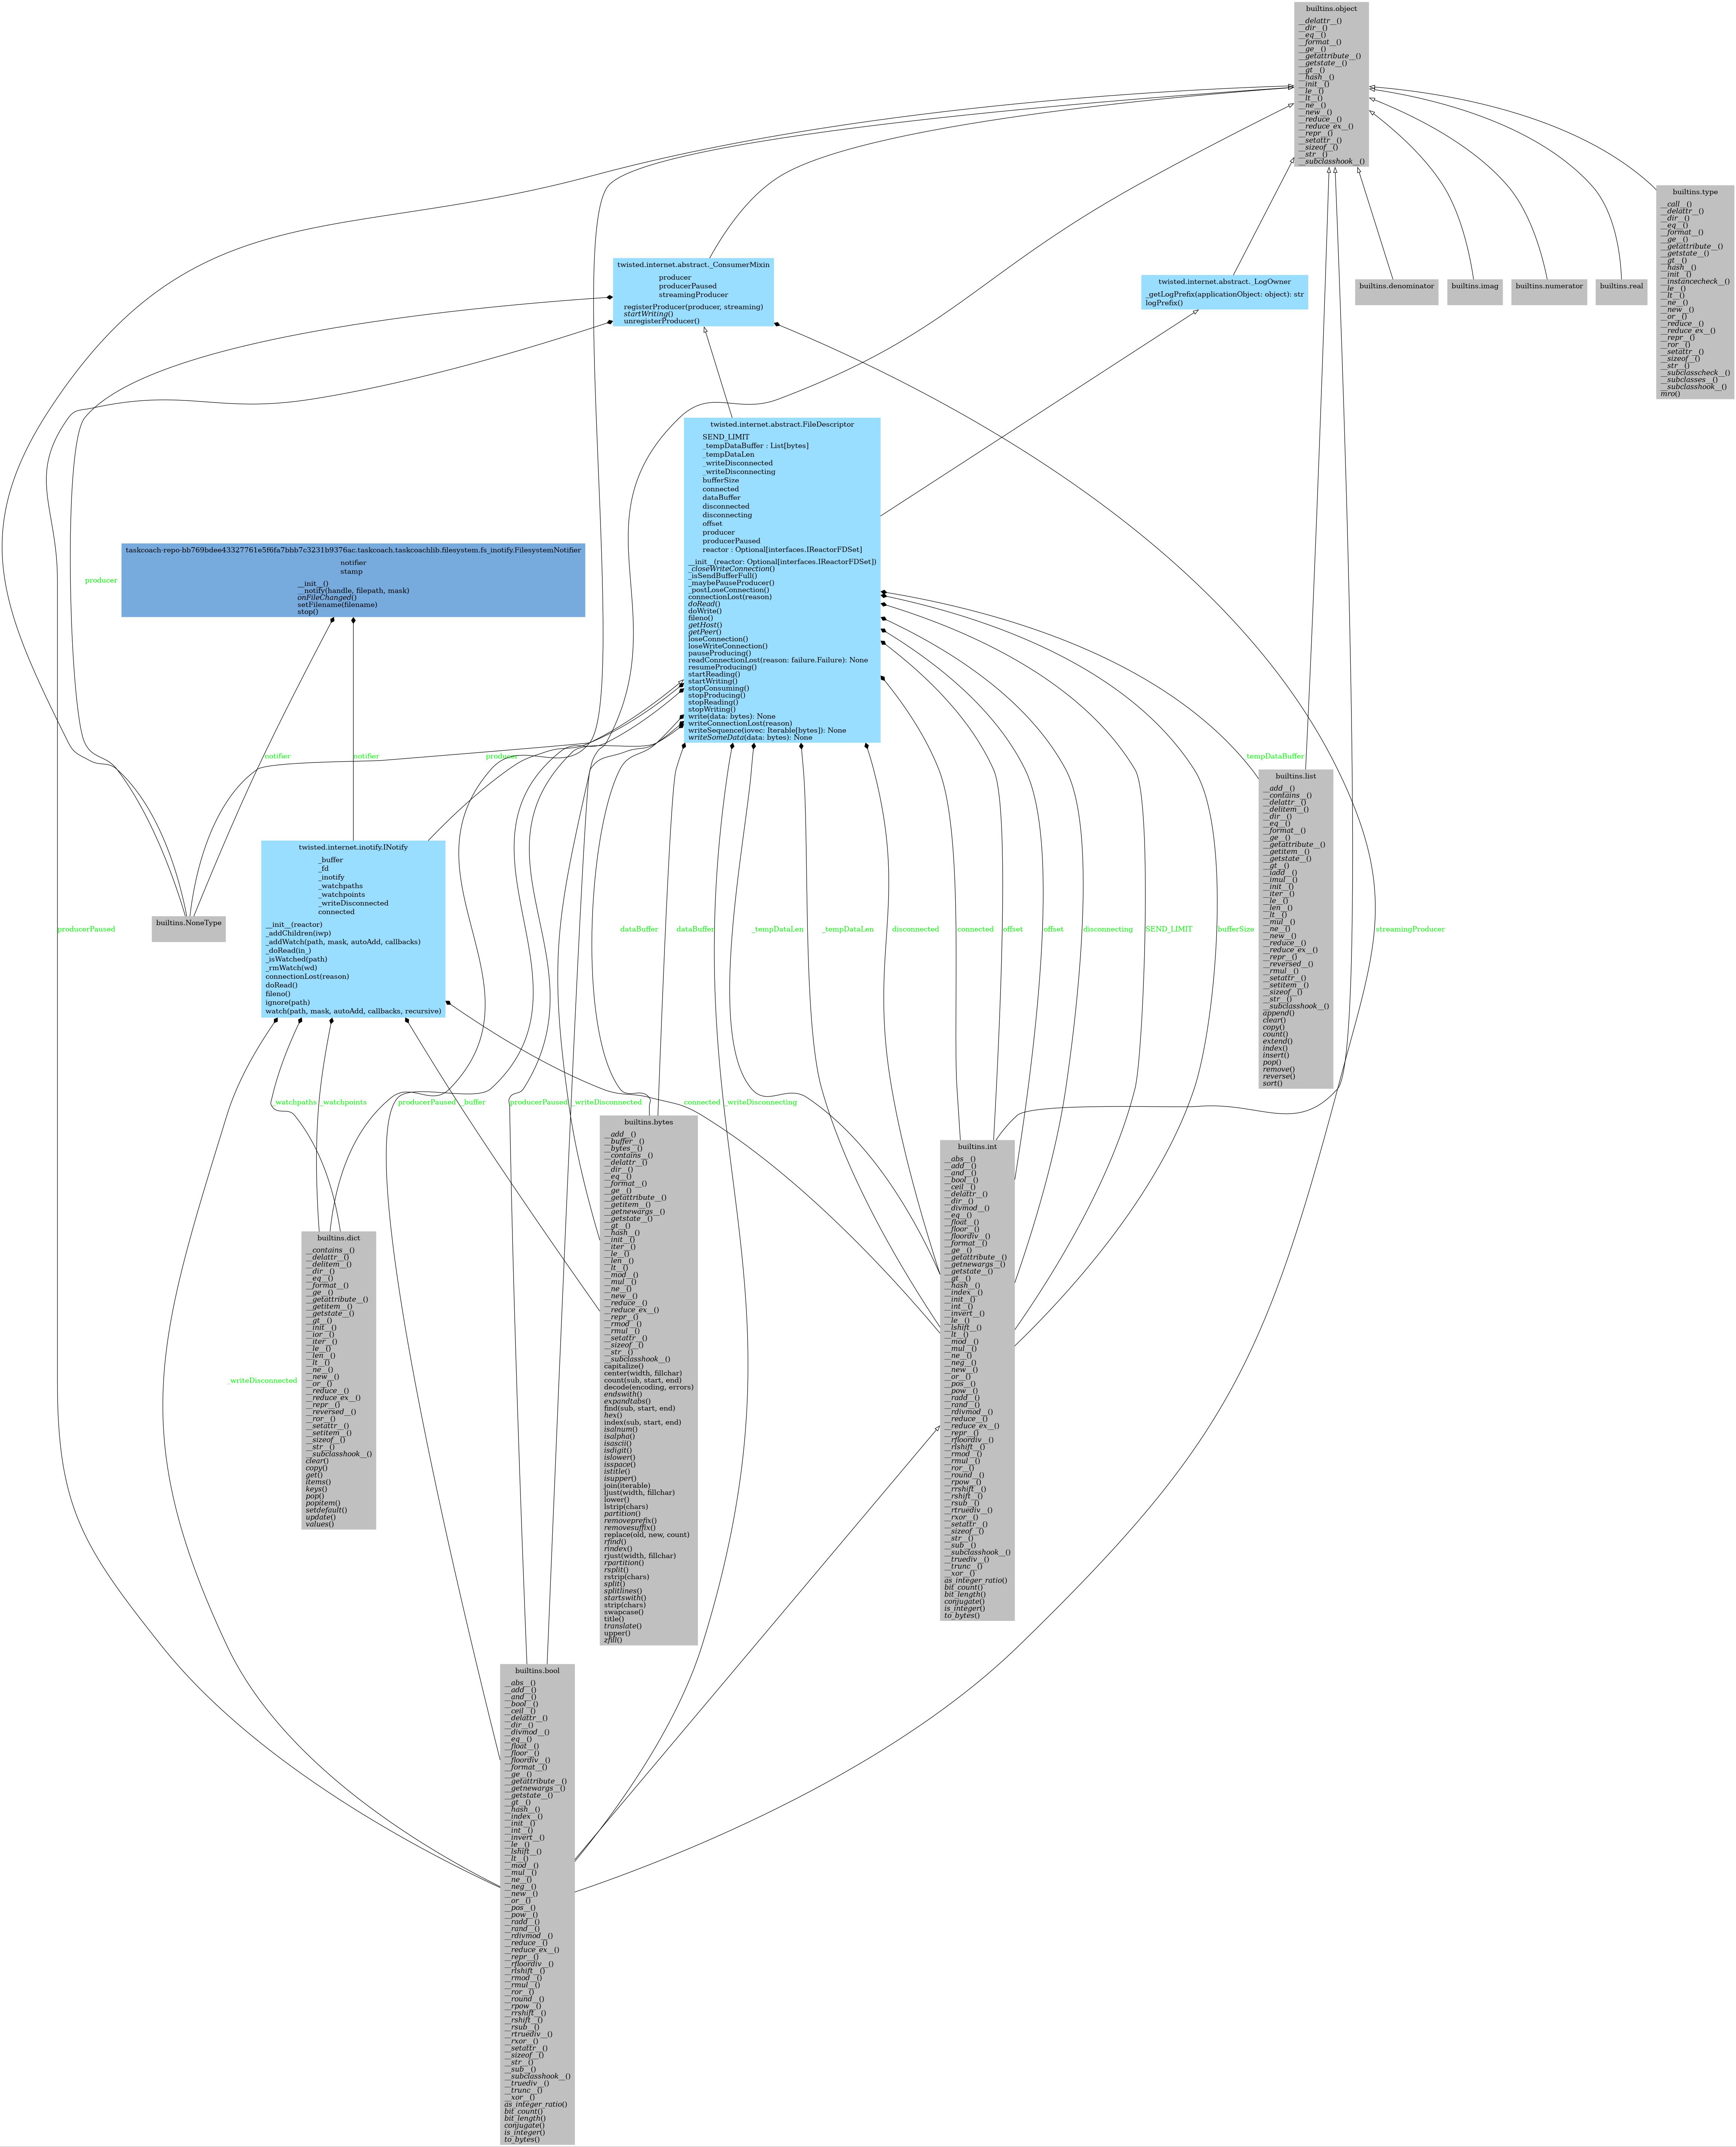 builtins.object
__delattr__()
__dir__()
__eq__()
__format__()
__ge__()
__getattribute__()
__getstate__()
__gt__()
__hash__()
__init__()
__le__()
__lt__()
__ne__()
__new__()
__reduce__()
__reduce_ex__()
__repr__()
__setattr__()
__sizeof__()
__str__()
__subclasshook__()
builtins.type
__call__()
__delattr__()
__dir__()
__eq__()
__format__()
__ge__()
__getattribute__()
__getstate__()
__gt__()
__hash__()
__init__()
__instancecheck__()
__le__()
__lt__()
__ne__()
__new__()
__or__()
__reduce__()
__reduce_ex__()
__repr__()
__ror__()
__setattr__()
__sizeof__()
__str__()
__subclasscheck__()
__subclasses__()
__subclasshook__()
mro()
twisted.internet.abstract._ConsumerMixin
producer
producerPaused
streamingProducer
registerProducer(producer, streaming)
startWriting()
unregisterProducer()
twisted.internet.abstract._LogOwner
_getLogPrefix(applicationObject: object): str
logPrefix()
builtins.denominator
builtins.imag
builtins.numerator
builtins.real
twisted.internet.abstract.FileDescriptor
SEND_LIMIT
_tempDataBuffer : List[bytes]
_tempDataLen
_writeDisconnected
_writeDisconnecting
bufferSize
connected
dataBuffer
disconnected
disconnecting
offset
producer
producerPaused
reactor : Optional[interfaces.IReactorFDSet]
__init__(reactor: Optional[interfaces.IReactorFDSet])
_closeWriteConnection()
_isSendBufferFull()
_maybePauseProducer()
_postLoseConnection()
connectionLost(reason)
doRead()
doWrite()
fileno()
getHost()
getPeer()
loseConnection()
loseWriteConnection()
pauseProducing()
readConnectionLost(reason: failure.Failure): None
resumeProducing()
startReading()
startWriting()
stopConsuming()
stopProducing()
stopReading()
stopWriting()
write(data: bytes): None
writeConnectionLost(reason)
writeSequence(iovec: Iterable[bytes]): None
writeSomeData(data: bytes): None
taskcoach-repo-bb769bdee43327761e5f6fa7bbb7c3231b9376ac.taskcoach.taskcoachlib.filesystem.fs_inotify.FilesystemNotifier
notifier
stamp
__init__()
__notify(handle, filepath, mask)
onFileChanged()
setFilename(filename)
stop()
producer
notifier
notifier
producer
_tempDataBuffer
builtins.list
__add__()
__contains__()
__delattr__()
__delitem__()
__dir__()
__eq__()
__format__()
__ge__()
__getattribute__()
__getitem__()
__getstate__()
__gt__()
__iadd__()
__imul__()
__init__()
__iter__()
__le__()
__len__()
__lt__()
__mul__()
__ne__()
__new__()
__reduce__()
__reduce_ex__()
__repr__()
__reversed__()
__rmul__()
__setattr__()
__setitem__()
__sizeof__()
__str__()
__subclasshook__()
append()
clear()
copy()
count()
extend()
index()
insert()
pop()
remove()
reverse()
sort()
twisted.internet.inotify.INotify
_buffer
_fd
_inotify
_watchpaths
_watchpoints
_writeDisconnected
connected
__init__(reactor)
_addChildren(iwp)
_addWatch(path, mask, autoAdd, callbacks)
_doRead(in_)
_isWatched(path)
_rmWatch(wd)
connectionLost(reason)
doRead()
fileno()
ignore(path)
watch(path, mask, autoAdd, callbacks, recursive)
builtins.NoneType
producerPaused
dataBuffer
dataBuffer
_tempDataLen
_tempDataLen
disconnected
connected
offset
offset
disconnecting
SEND_LIMIT
bufferSize
streamingProducer
_watchpaths
_watchpoints
producerPaused
_buffer
producerPaused
_writeDisconnected
connected
_writeDisconnecting
builtins.bytes
__add__()
__buffer__()
__bytes__()
__contains__()
__delattr__()
__dir__()
__eq__()
__format__()
__ge__()
__getattribute__()
__getitem__()
__getnewargs__()
__getstate__()
__gt__()
__hash__()
__init__()
__iter__()
__le__()
__len__()
__lt__()
__mod__()
__mul__()
__ne__()
__new__()
__reduce__()
__reduce_ex__()
__repr__()
__rmod__()
__rmul__()
__setattr__()
__sizeof__()
__str__()
__subclasshook__()
capitalize()
center(width, fillchar)
count(sub, start, end)
decode(encoding, errors)
endswith()
expandtabs()
find(sub, start, end)
hex()
index(sub, start, end)
isalnum()
isalpha()
isascii()
isdigit()
islower()
isspace()
istitle()
isupper()
join(iterable)
ljust(width, fillchar)
lower()
lstrip(chars)
partition()
removeprefix()
removesuffix()
replace(old, new, count)
rfind()
rindex()
rjust(width, fillchar)
rpartition()
rsplit()
rstrip(chars)
split()
splitlines()
startswith()
strip(chars)
swapcase()
title()
translate()
upper()
zfill()
builtins.int
__abs__()
__add__()
__and__()
__bool__()
__ceil__()
__delattr__()
__dir__()
__divmod__()
__eq__()
__float__()
__floor__()
__floordiv__()
__format__()
__ge__()
__getattribute__()
__getnewargs__()
__getstate__()
__gt__()
__hash__()
__index__()
__init__()
__int__()
__invert__()
__le__()
__lshift__()
__lt__()
__mod__()
__mul__()
__ne__()
__neg__()
__new__()
__or__()
__pos__()
__pow__()
__radd__()
__rand__()
__rdivmod__()
__reduce__()
__reduce_ex__()
__repr__()
__rfloordiv__()
__rlshift__()
__rmod__()
__rmul__()
__ror__()
__round__()
__rpow__()
__rrshift__()
__rshift__()
__rsub__()
__rtruediv__()
__rxor__()
__setattr__()
__sizeof__()
__str__()
__sub__()
__subclasshook__()
__truediv__()
__trunc__()
__xor__()
as_integer_ratio()
bit_count()
bit_length()
conjugate()
is_integer()
to_bytes()
builtins.dict
__contains__()
__delattr__()
__delitem__()
__dir__()
__eq__()
__format__()
__ge__()
__getattribute__()
__getitem__()
__getstate__()
__gt__()
__init__()
__ior__()
__iter__()
__le__()
__len__()
__lt__()
__ne__()
__new__()
__or__()
__reduce__()
__reduce_ex__()
__repr__()
__reversed__()
__ror__()
__setattr__()
__setitem__()
__sizeof__()
__str__()
__subclasshook__()
clear()
copy()
get()
items()
keys()
pop()
popitem()
setdefault()
update()
values()
_writeDisconnected
builtins.bool
__abs__()
__add__()
__and__()
__bool__()
__ceil__()
__delattr__()
__dir__()
__divmod__()
__eq__()
__float__()
__floor__()
__floordiv__()
__format__()
__ge__()
__getattribute__()
__getnewargs__()
__getstate__()
__gt__()
__hash__()
__index__()
__init__()
__int__()
__invert__()
__le__()
__lshift__()
__lt__()
__mod__()
__mul__()
__ne__()
__neg__()
__new__()
__or__()
__pos__()
__pow__()
__radd__()
__rand__()
__rdivmod__()
__reduce__()
__reduce_ex__()
__repr__()
__rfloordiv__()
__rlshift__()
__rmod__()
__rmul__()
__ror__()
__round__()
__rpow__()
__rrshift__()
__rshift__()
__rsub__()
__rtruediv__()
__rxor__()
__setattr__()
__sizeof__()
__str__()
__sub__()
__subclasshook__()
__truediv__()
__trunc__()
__xor__()
as_integer_ratio()
bit_count()
bit_length()
conjugate()
is_integer()
to_bytes()